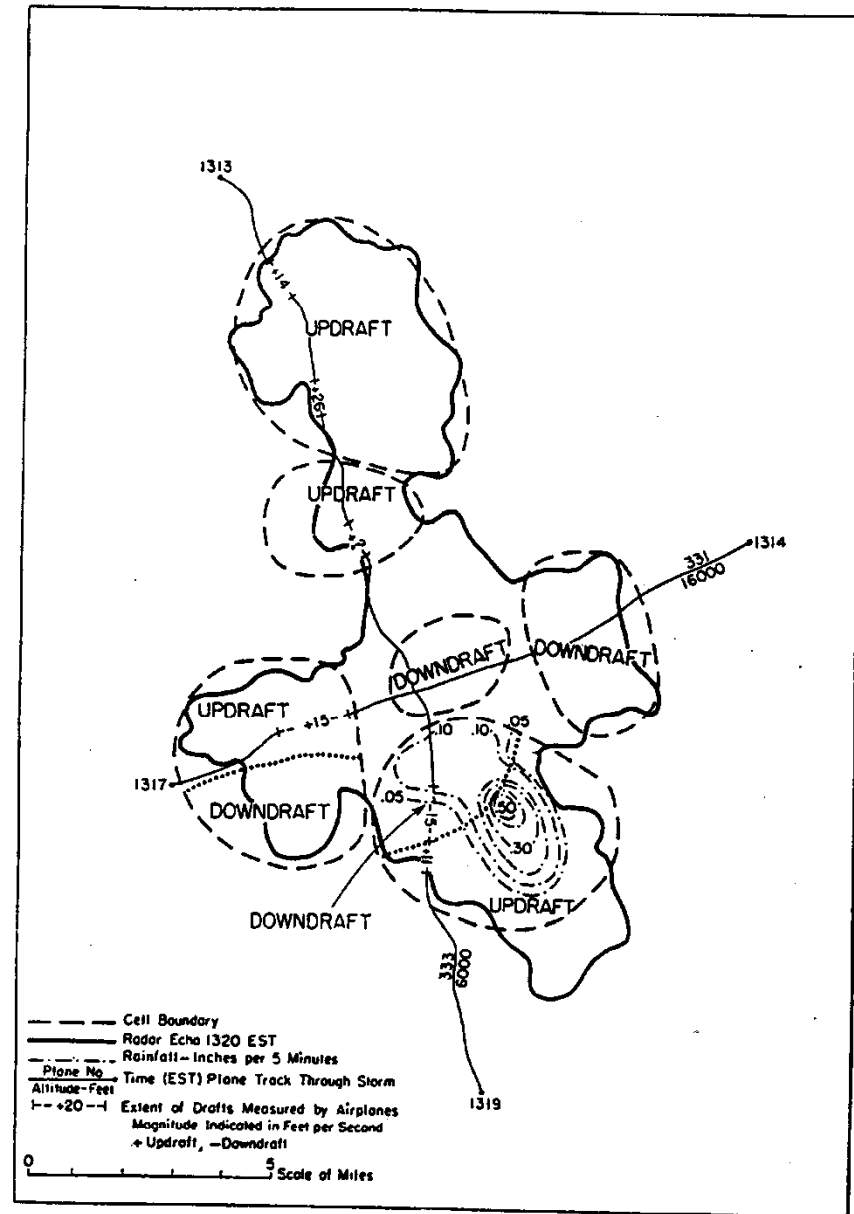 1313
+14
UPDRAFT
+26
UPDRAFT
1314
331
16000
DOWNDRAFT
DOWNDRAFT
UPDRAFT
+15
.10
.10
.05
1317
DOWNDRAFT
.05
.30
UPDRAFT
DOWNDRAFT
333
6000
1319
Cell Boundary
Radar Echo 1320 EST
Rainfall—Inches per 5 Minutes
Plane No
Altitude-Feet
Time (EST) Plane Track Through Storm
+20
Extent of Drafts Measured by Airplanes
Magnitude Indicated in Feet per Second
+ Updraft, —Downdraft
0
5
Scale of Miles